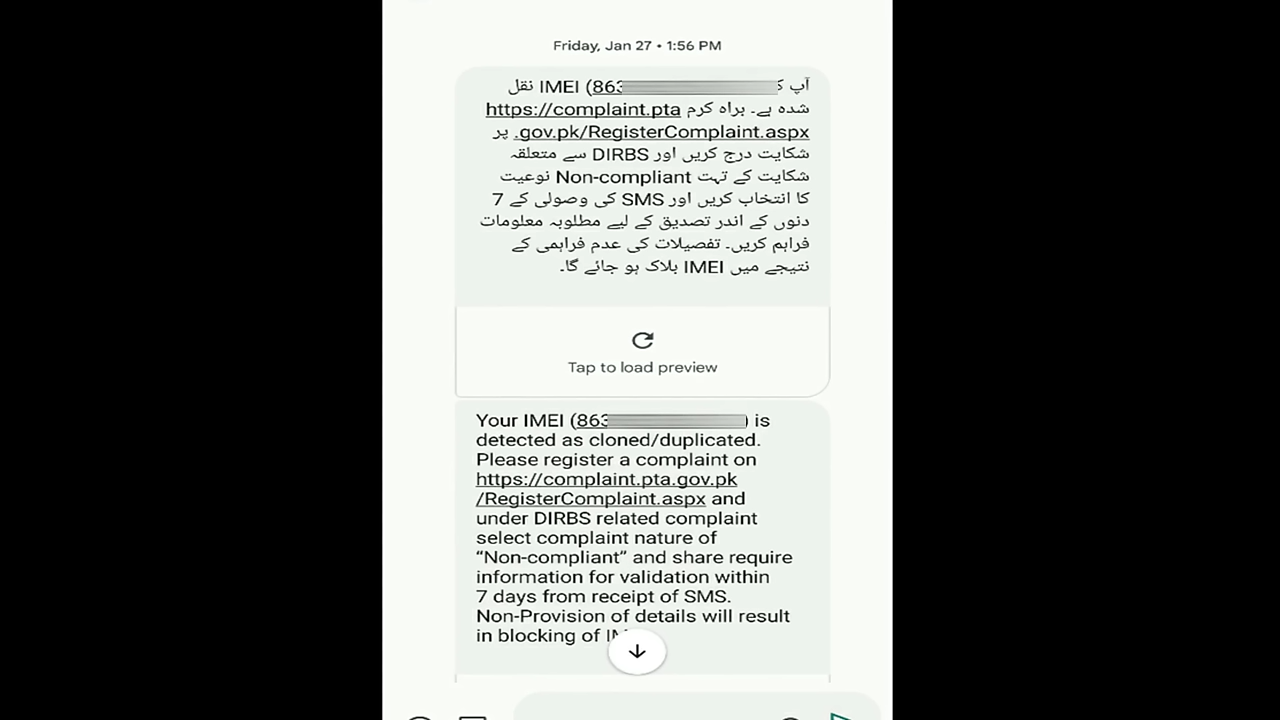 Friday, Jan 27 • 1:56 PM
آپ ک IMEI (863 نقل
شدہ ہے۔ براہ کرم https://complaint.pta
.gov.pk/RegisterComplaint.aspx پر
شکایت درج کریں اور DIRBS سے متعلقہ
شکایت کے تہت Non-compliant نوعیت
کا انتخاب کریں اور SMS کی وصولی کے 7
دنوں کے اندر تصدیق کے لیے مطلوبہ معلومات
فراہم کریں۔ تفصیلات کی عدم فراہمی کے
نتیجے میں IMEI بلاک ہو جائے گا۔
Tap to load preview
Your IMEI (863 ) is
detected as cloned/duplicated.
Please register a complaint on
https://complaint.pta.gov.pk
/RegisterComplaint.aspx and
under DIRBS related complaint
select complaint nature of
“Non-compliant” and share require
information for validation within
7 days from receipt of SMS.
Non-Provision of details will result
in blocking of